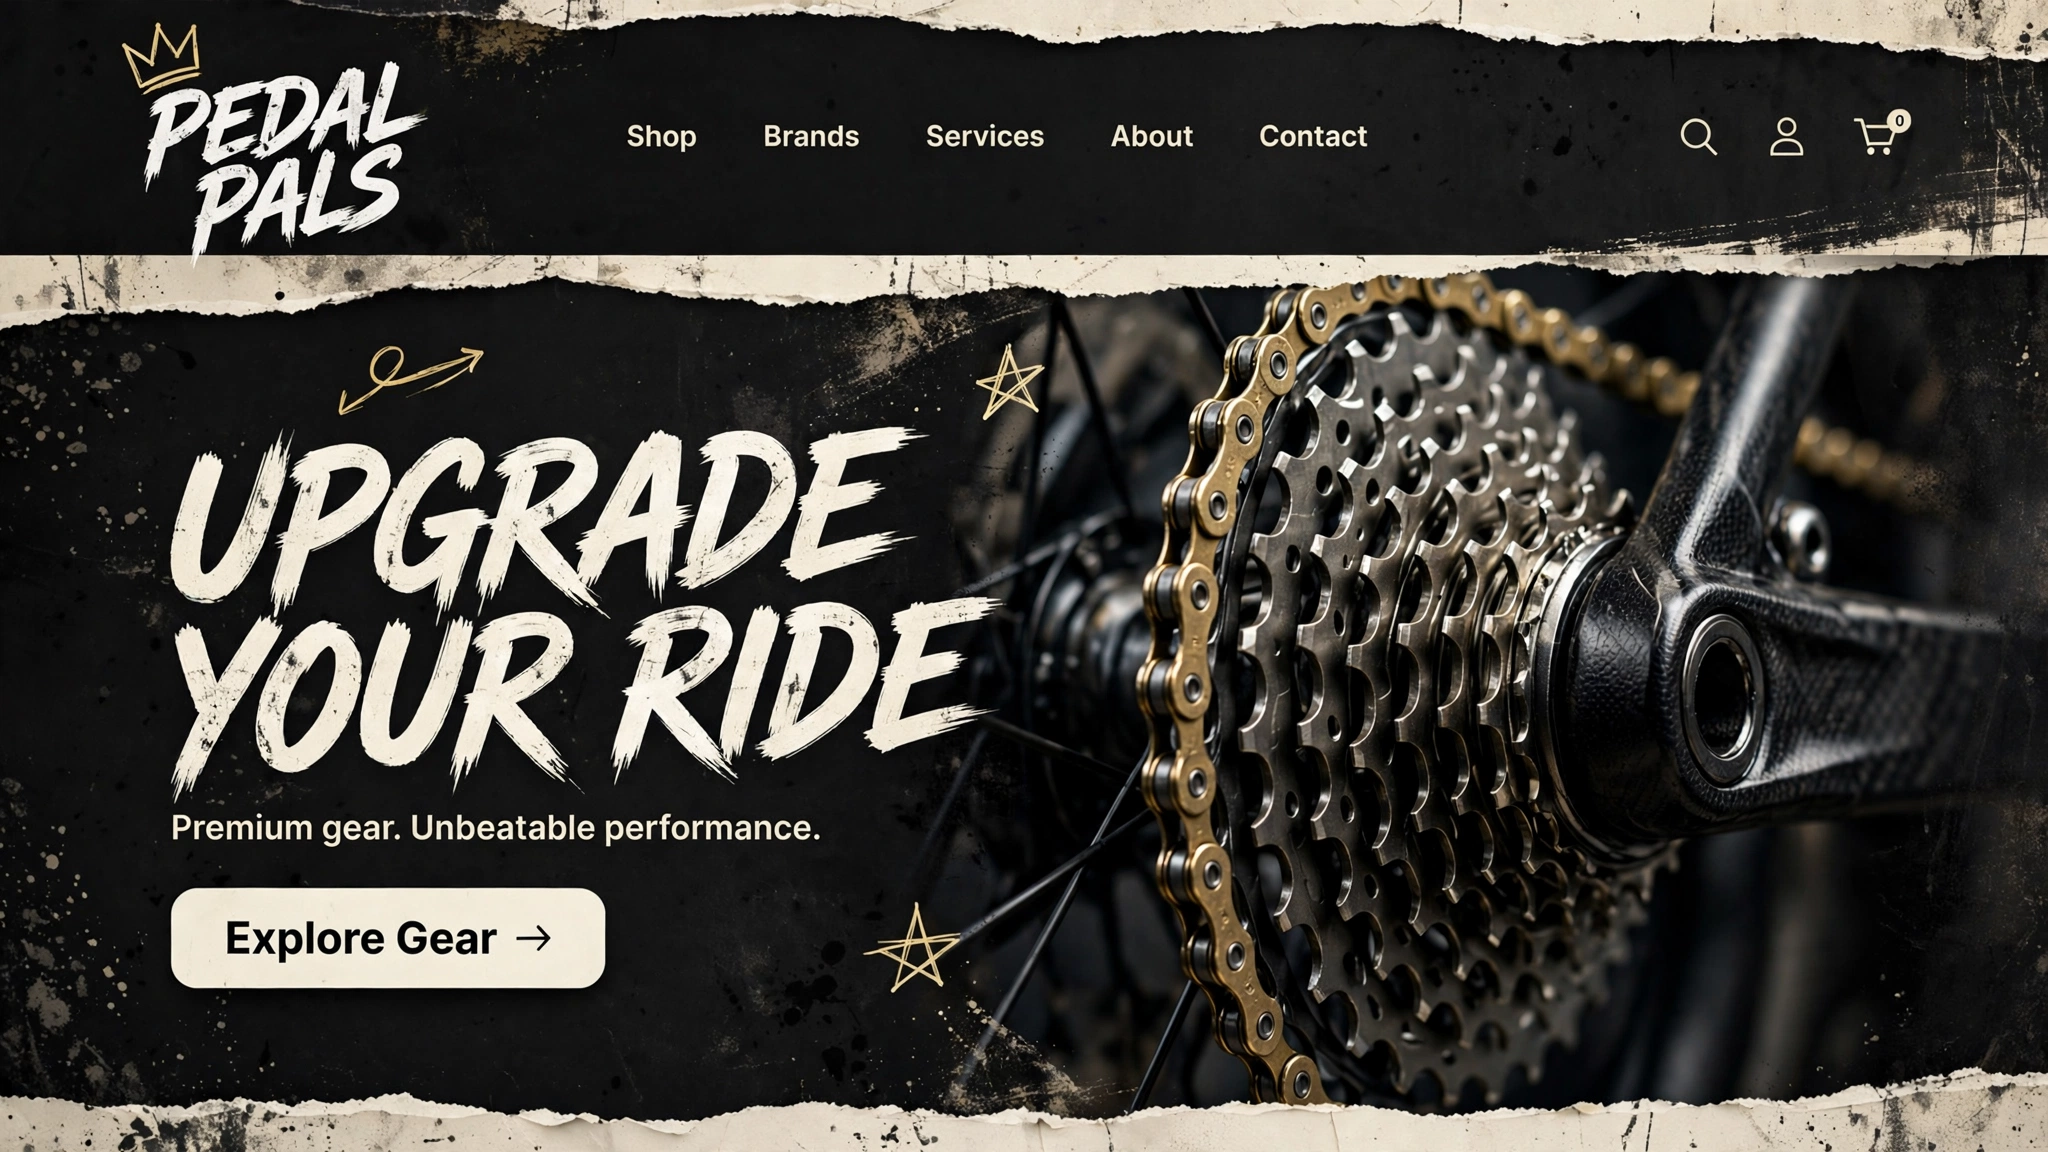 PEDAL
PALS
Shop Brands Services About Contact
0
UPGRADE
YOUR RIDE
Premium gear. Unbeatable performance.
Explore Gear →